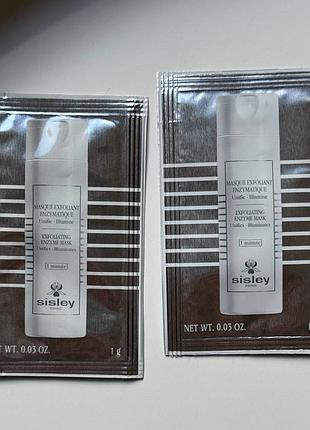 MASQUE EXFOLIANT
ENZYMATIQUE
Unifie - Illumine
EXFOLIATING
ENZYME MASK
Unifies - Illuminates
1 minute
sisley
PARIS
WT. 0.03 OZ.
1 g
MASQUE EXFOLIANT
ENZYMATIQUE
Unifie - Illumine
EXFOLIATING
ENZYME MASK
Unifies - Illuminates
1 minute
sisley
PARIS
NET WT. 0.03 OZ.